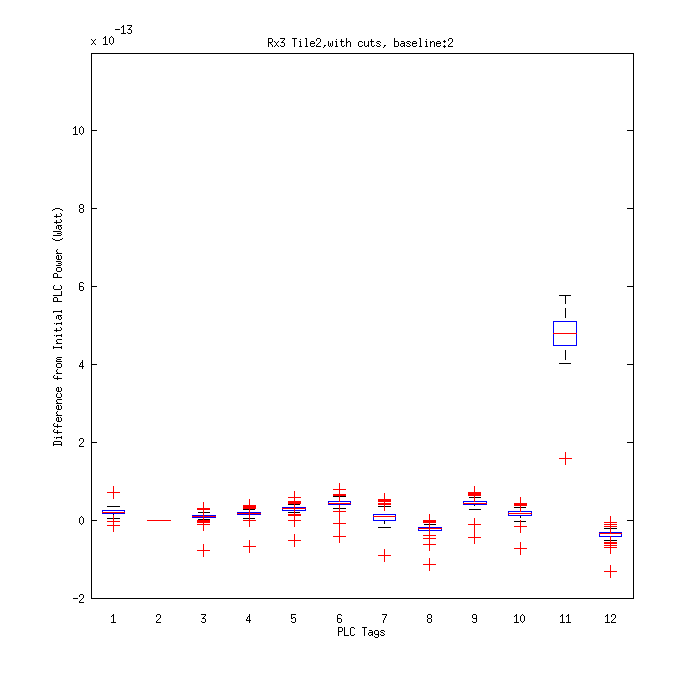 Rx3 Tile2,with cuts, baseline:2
x 10-13
10
8
6
4
2
0
-2
Difference from Initial PLC Power (Watt)
1 2 3 4 5 6 7 8 9 10 11 12
PLC Tags